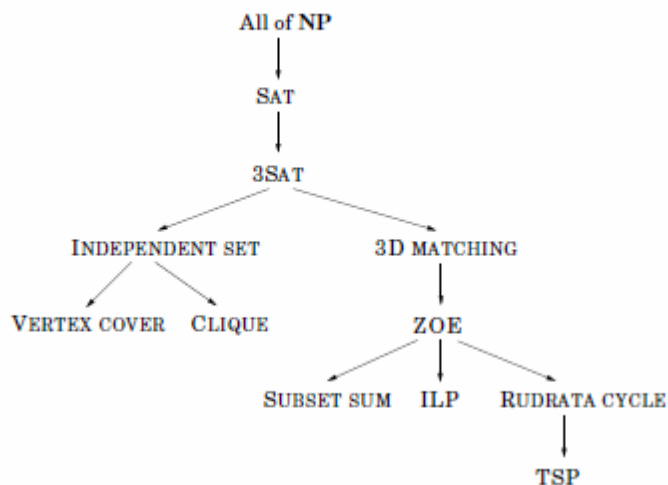 All of NP
SAT
3SAT
INDEPENDENT SET 3D MATCHING
VERTEX COVER CLIQUE ZOE
SUBSET SUM ILP RUDRATA CYCLE
TSP